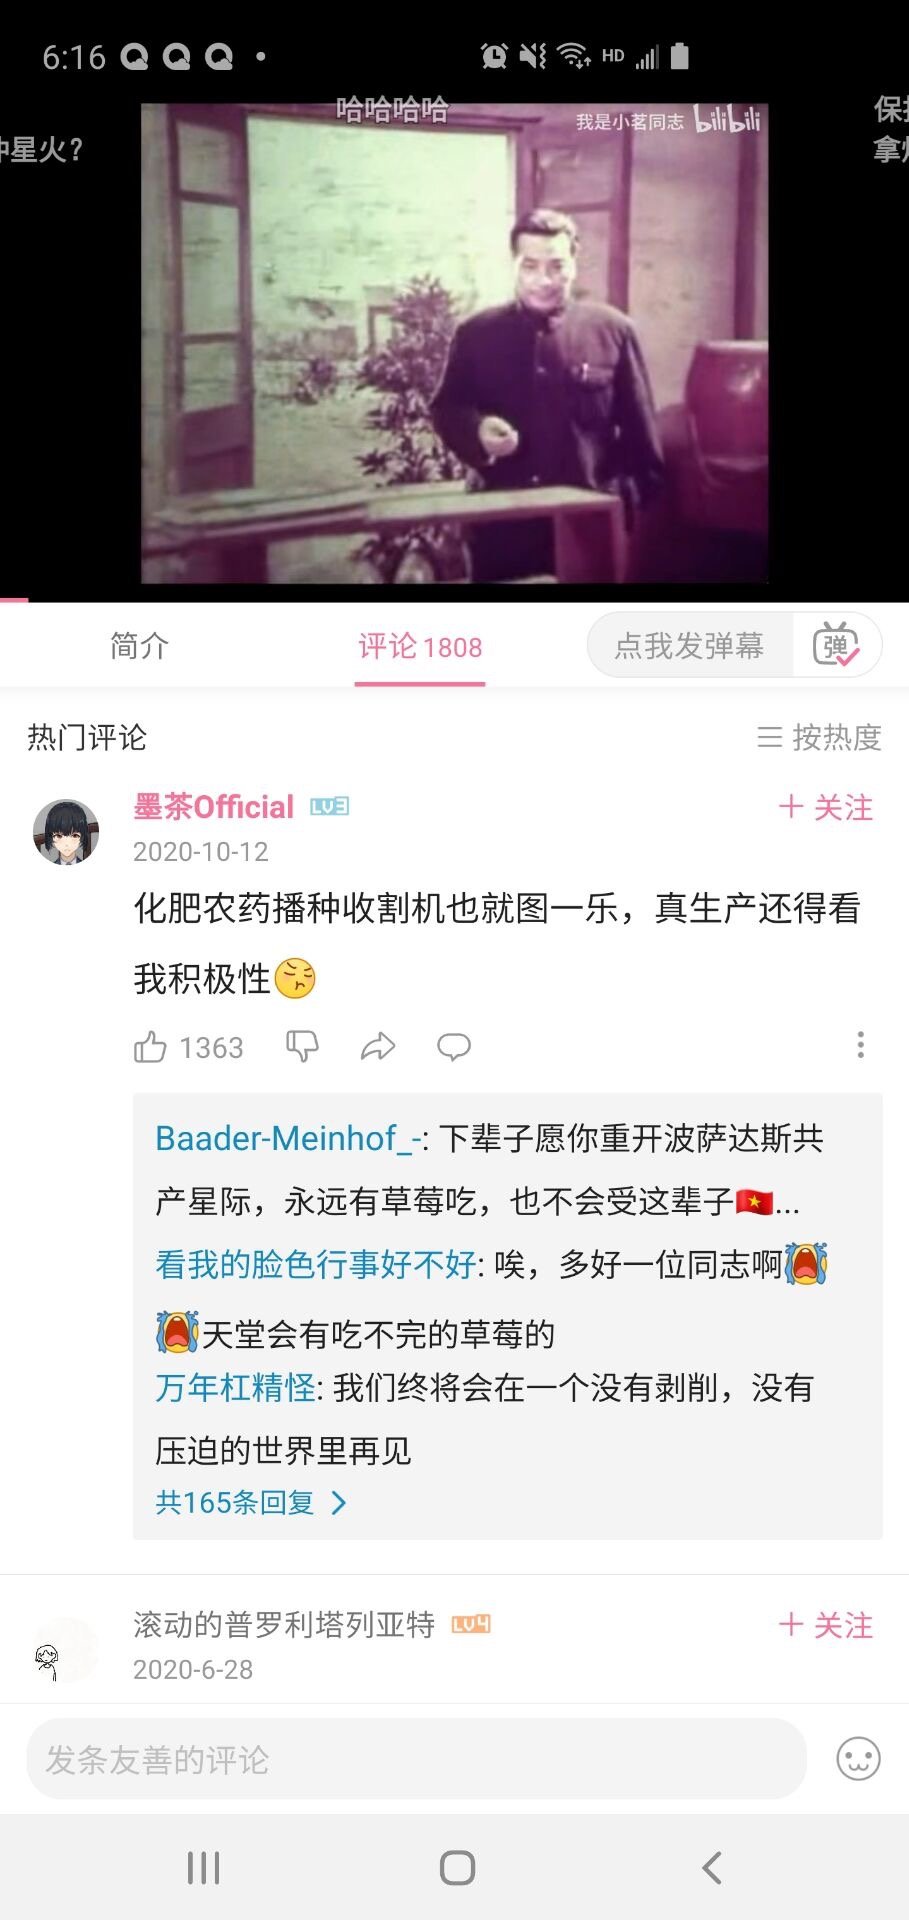 6:16
HD
哈哈哈哈
我是小茗同志 bilibili
星火?
简介
评论 1808
点我发弹幕
弹
热门评论
按热度
墨茶Official LV3
+ 关注
2020-10-12
化肥农药播种收割机也就图一乐，真生产还得看
我积极性
1363
Baader-Meinhof_-: 下辈子愿你重开波萨达斯共
产星际，永远有草莓吃，也不会受这辈子🇻🇳...
看我的脸色行事好不好: 唉，多好一位同志啊😭
😭天堂会有吃不完的草莓的
万年杠精怪: 我们终将会在一个没有剥削，没有
压迫的世界里再见
共165条回复 >
滚动的普罗利塔列亚特 LV4
+ 关注
2020-6-28
发条友善的评论